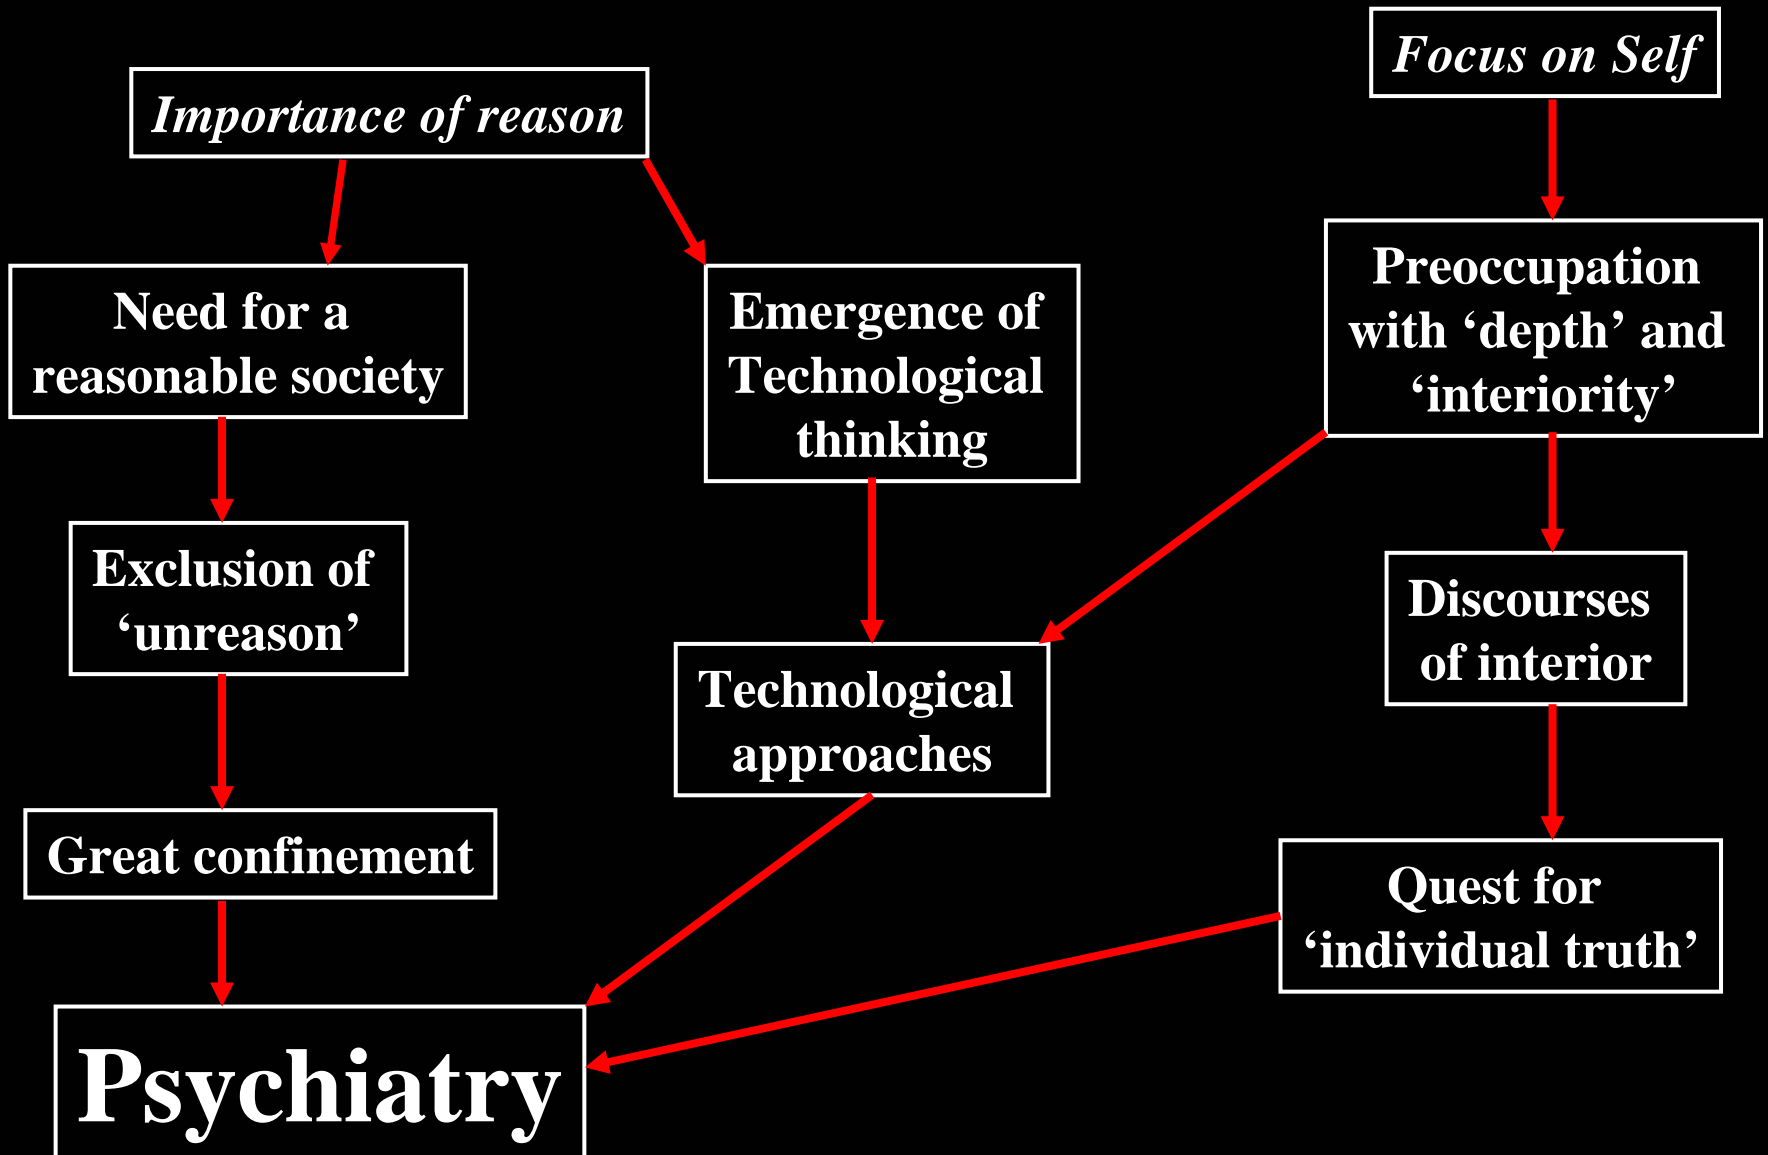 Focus on Self
Importance of reason
Need for a
reasonable society
Emergence of
Technological
thinking
Preoccupation
with ‘depth’ and
‘interiority’
Exclusion of
‘unreason’
Discourses
of interior
Technological
approaches
Great confinement
Quest for
‘individual truth’
Psychiatry